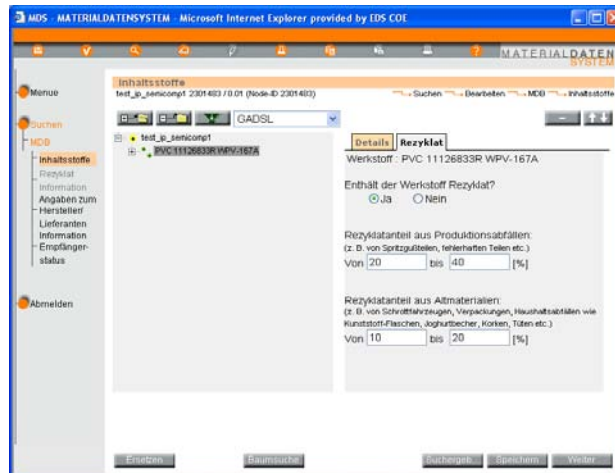 MDS - MATERIALDATENSYSTEM - Microsoft Internet Explorer provided by EDS COE
MATERIALDATEN
SYSTEM
Menue
Suchen
MDB
Inhaltsstoffe
Rezyklat
Information
Angaben zum
Hersteller/
Lieferanten
Information
Empfänger-
status
Abmelden
Inhaltsstoffe
test_ip_semicomp1 2301483 / 0.01 (Node-ID 2301483)
Suchen Bearbeiten MDB Inhaltsstoffe
GADSL
test_ip_semicomp1
PVC 11126833R WPV-167A
Details Rezyklat
Werkstoff : PVC 11126833R WPV-167A
Enthält der Werkstoff Rezyklat?
Ja Nein
Rezyklatanteil aus Produktionsabfällen:
(z. B. von Spritzgußteilen, fehlerhaften Teilen etc.)
Von 20 bis 40 [%]
Rezyklatanteil aus Altmaterialien:
(z. B. von Schrottfahrzeugen, Verpackungen, Haushaltsabfällen wie
Kunststoff-Flaschen, Joghurtbecher, Korken, Tüten etc.)
Von 10 bis 20 [%]
Ersetzen Baumsuche Suchergeb. Speichern Weiter